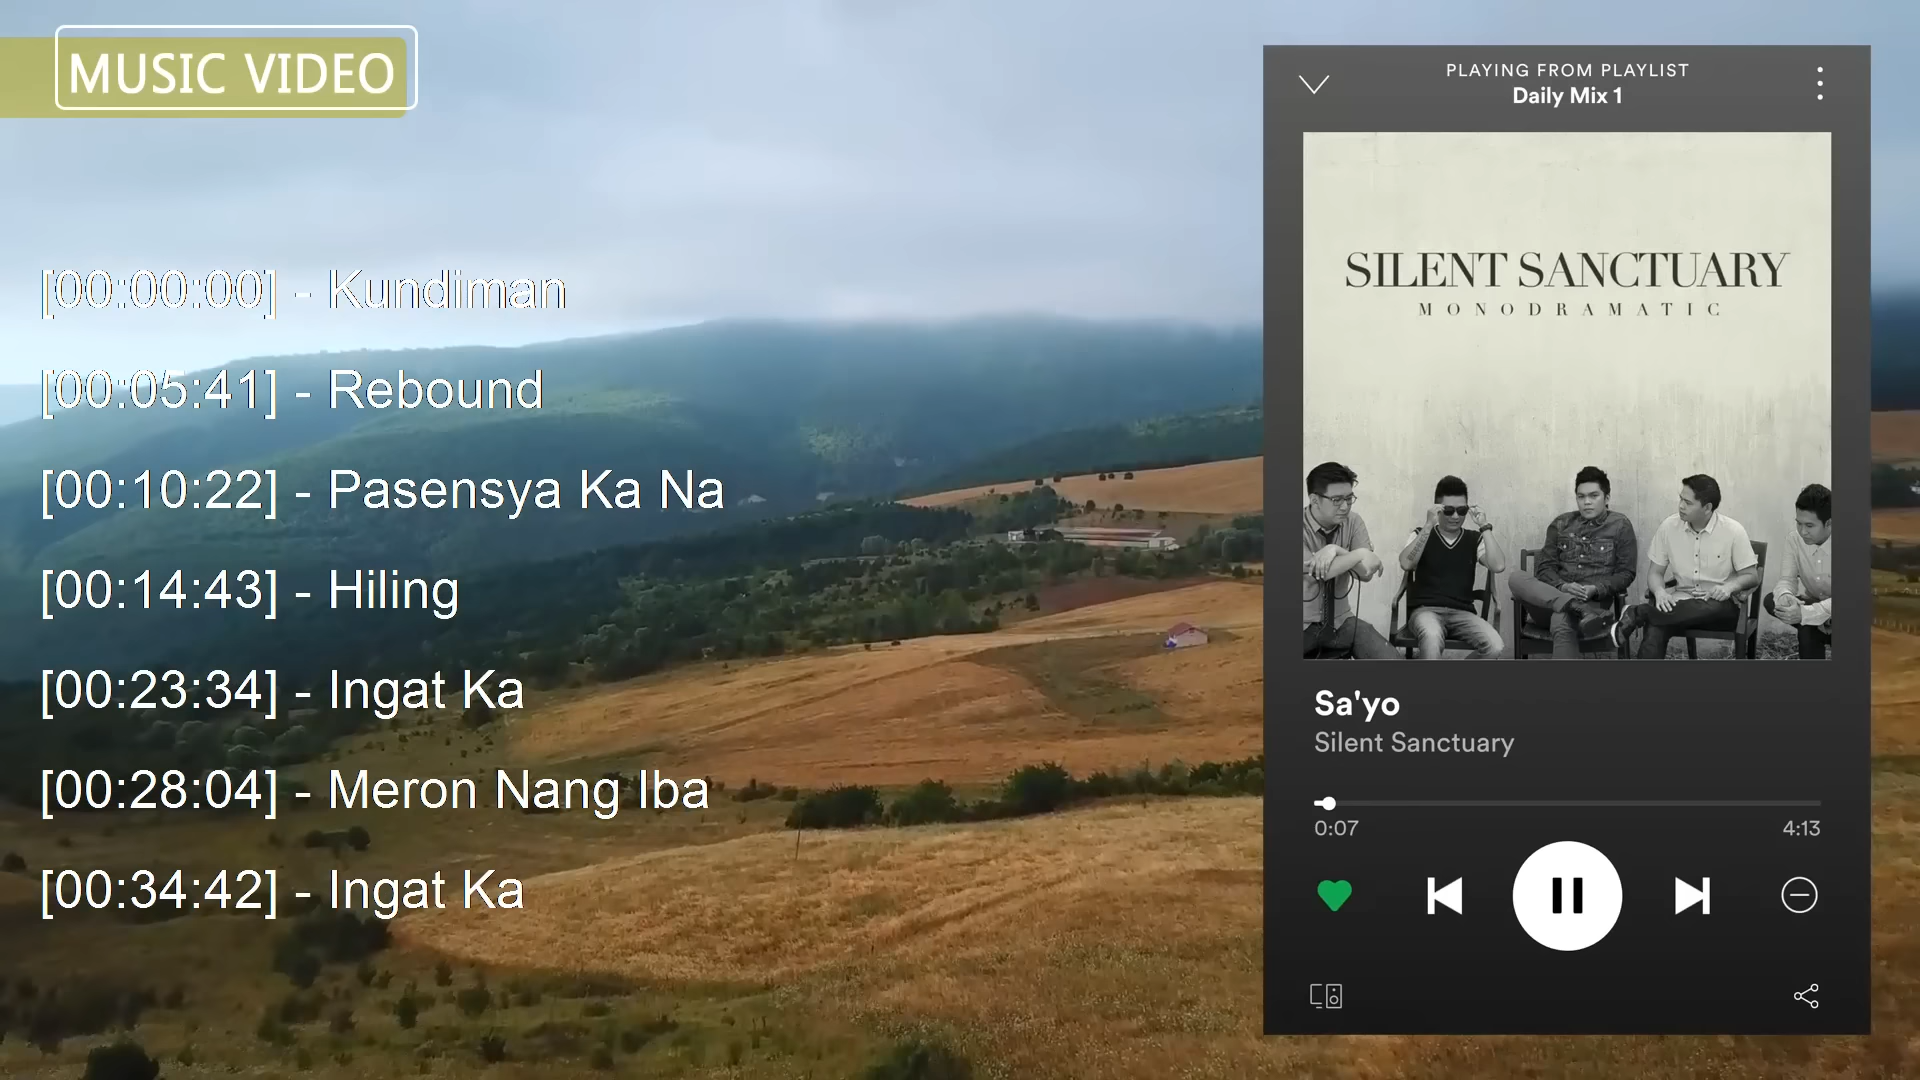 MUSIC VIDEO
[00:00:00] - Kundiman
[00:05:41] - Rebound
[00:10:22] - Pasensya Ka Na
[00:14:43] - Hiling
[00:23:34] - Ingat Ka
[00:28:04] - Meron Nang Iba
[00:34:42] - Ingat Ka
PLAYING FROM PLAYLIST
Daily Mix 1
SILENT SANCTUARY
MONODRAMATIC
Sa'yo
Silent Sanctuary
0:07
4:13